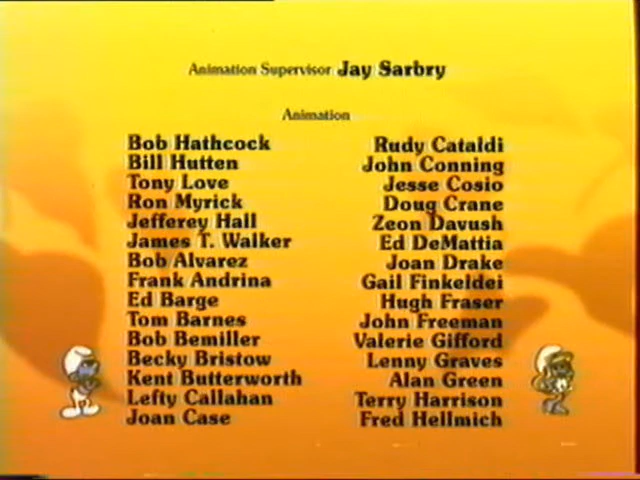 Animation Supervisor Jay Sarbry
Animation
Bob Hathcock
Bill Hutten
Tony Love
Ron Myrick
Jefferey Hall
James T. Walker
Bob Alvarez
Frank Andrina
Ed Barge
Tom Barnes
Bob Bemiller
Becky Bristow
Kent Butterworth
Lefty Callahan
Joan Case
Rudy Cataldi
John Conning
Jesse Cosio
Doug Crane
Zeon Davush
Ed DeMattia
Joan Drake
Gail Finkeldei
Hugh Fraser
John Freeman
Valerie Gifford
Lenny Graves
Alan Green
Terry Harrison
Fred Hellmich